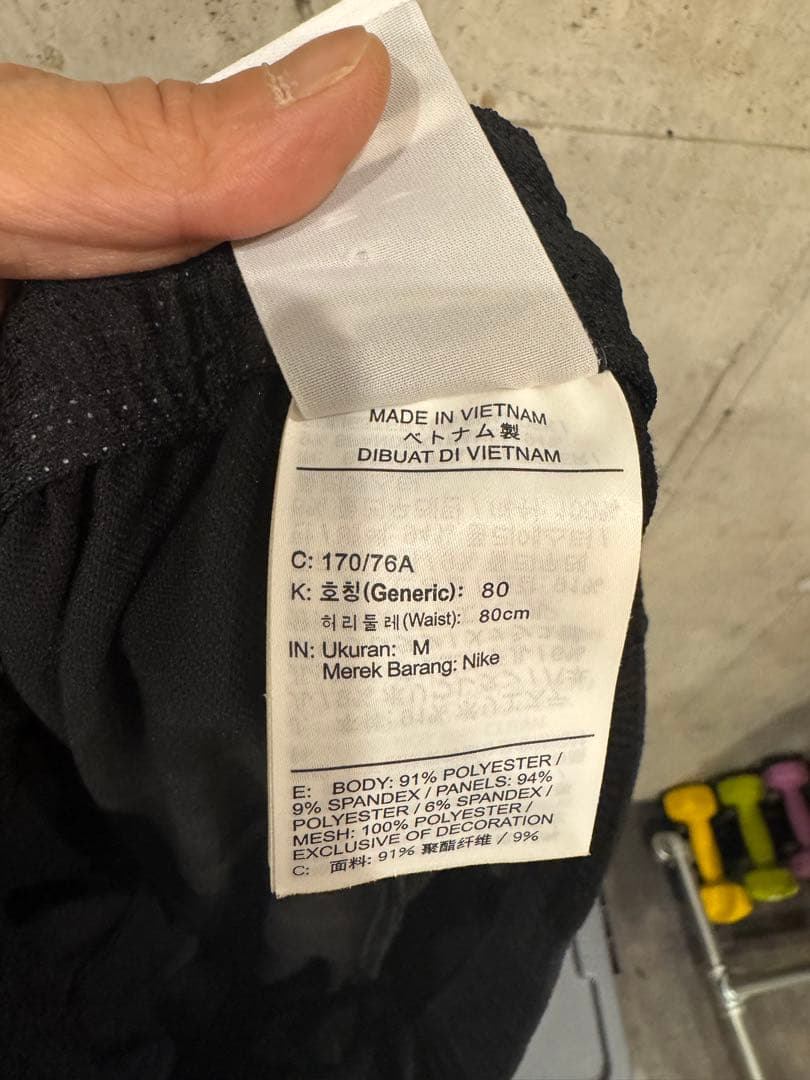 MADE IN VIETNAM
ベトナム製
DIBUAT DI VIETNAM
C: 170/76A
K: 호칭(Generic): 80
허리둘레(Waist): 80cm
IN: Ukuran: M
Merek Barang: Nike
E: BODY: 91% POLYESTER /
9% SPANDEX / PANELS: 94%
POLYESTER / 6% SPANDEX /
MESH: 100% POLYESTER /
EXCLUSIVE OF DECORATION
C: 面料: 91% 聚酯纤维 / 9%